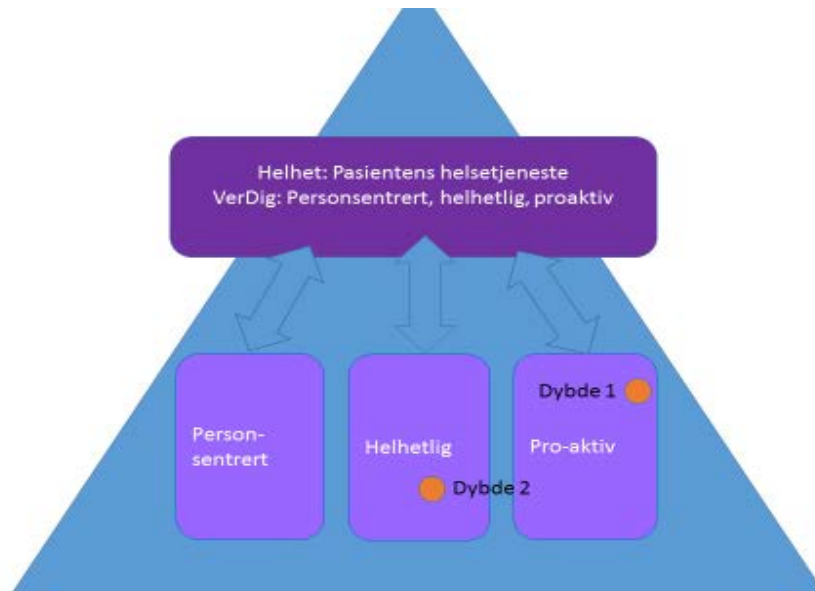 Helhet: Pasientens helsetjeneste
VerDig: Personsentrert, helhetlig, proaktiv
Person-
sentrert
Helhetlig
Dybde 2
Dybde 1
Pro-aktiv